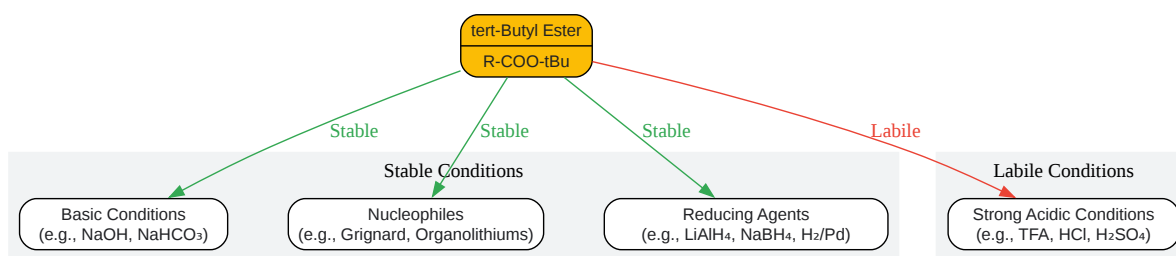 tert-Butyl Ester
R-COO-tBu
Stable
Stable
Stable
Labile
Stable Conditions
Labile Conditions
Basic Conditions
(e.g., NaOH, NaHCO₃)
Nucleophiles
(e.g., Grignard, Organolithiums)
Reducing Agents
(e.g., LiAlH₄, NaBH₄, H₂/Pd)
Strong Acidic Conditions
(e.g., TFA, HCl, H₂SO₄)